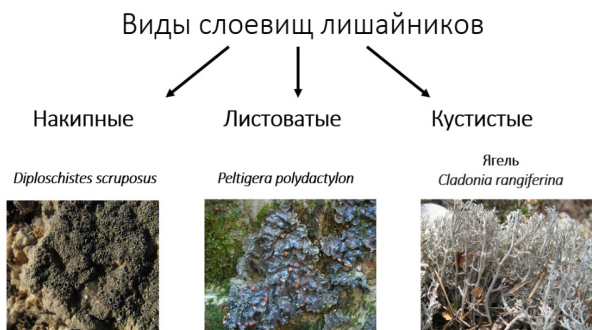 Виды слоевищ лишайников
Накипные
Листоватые
Кустистые
Diploschistes scruposus
Peltigera polydactylon
Ягель
Cladonia rangiferina